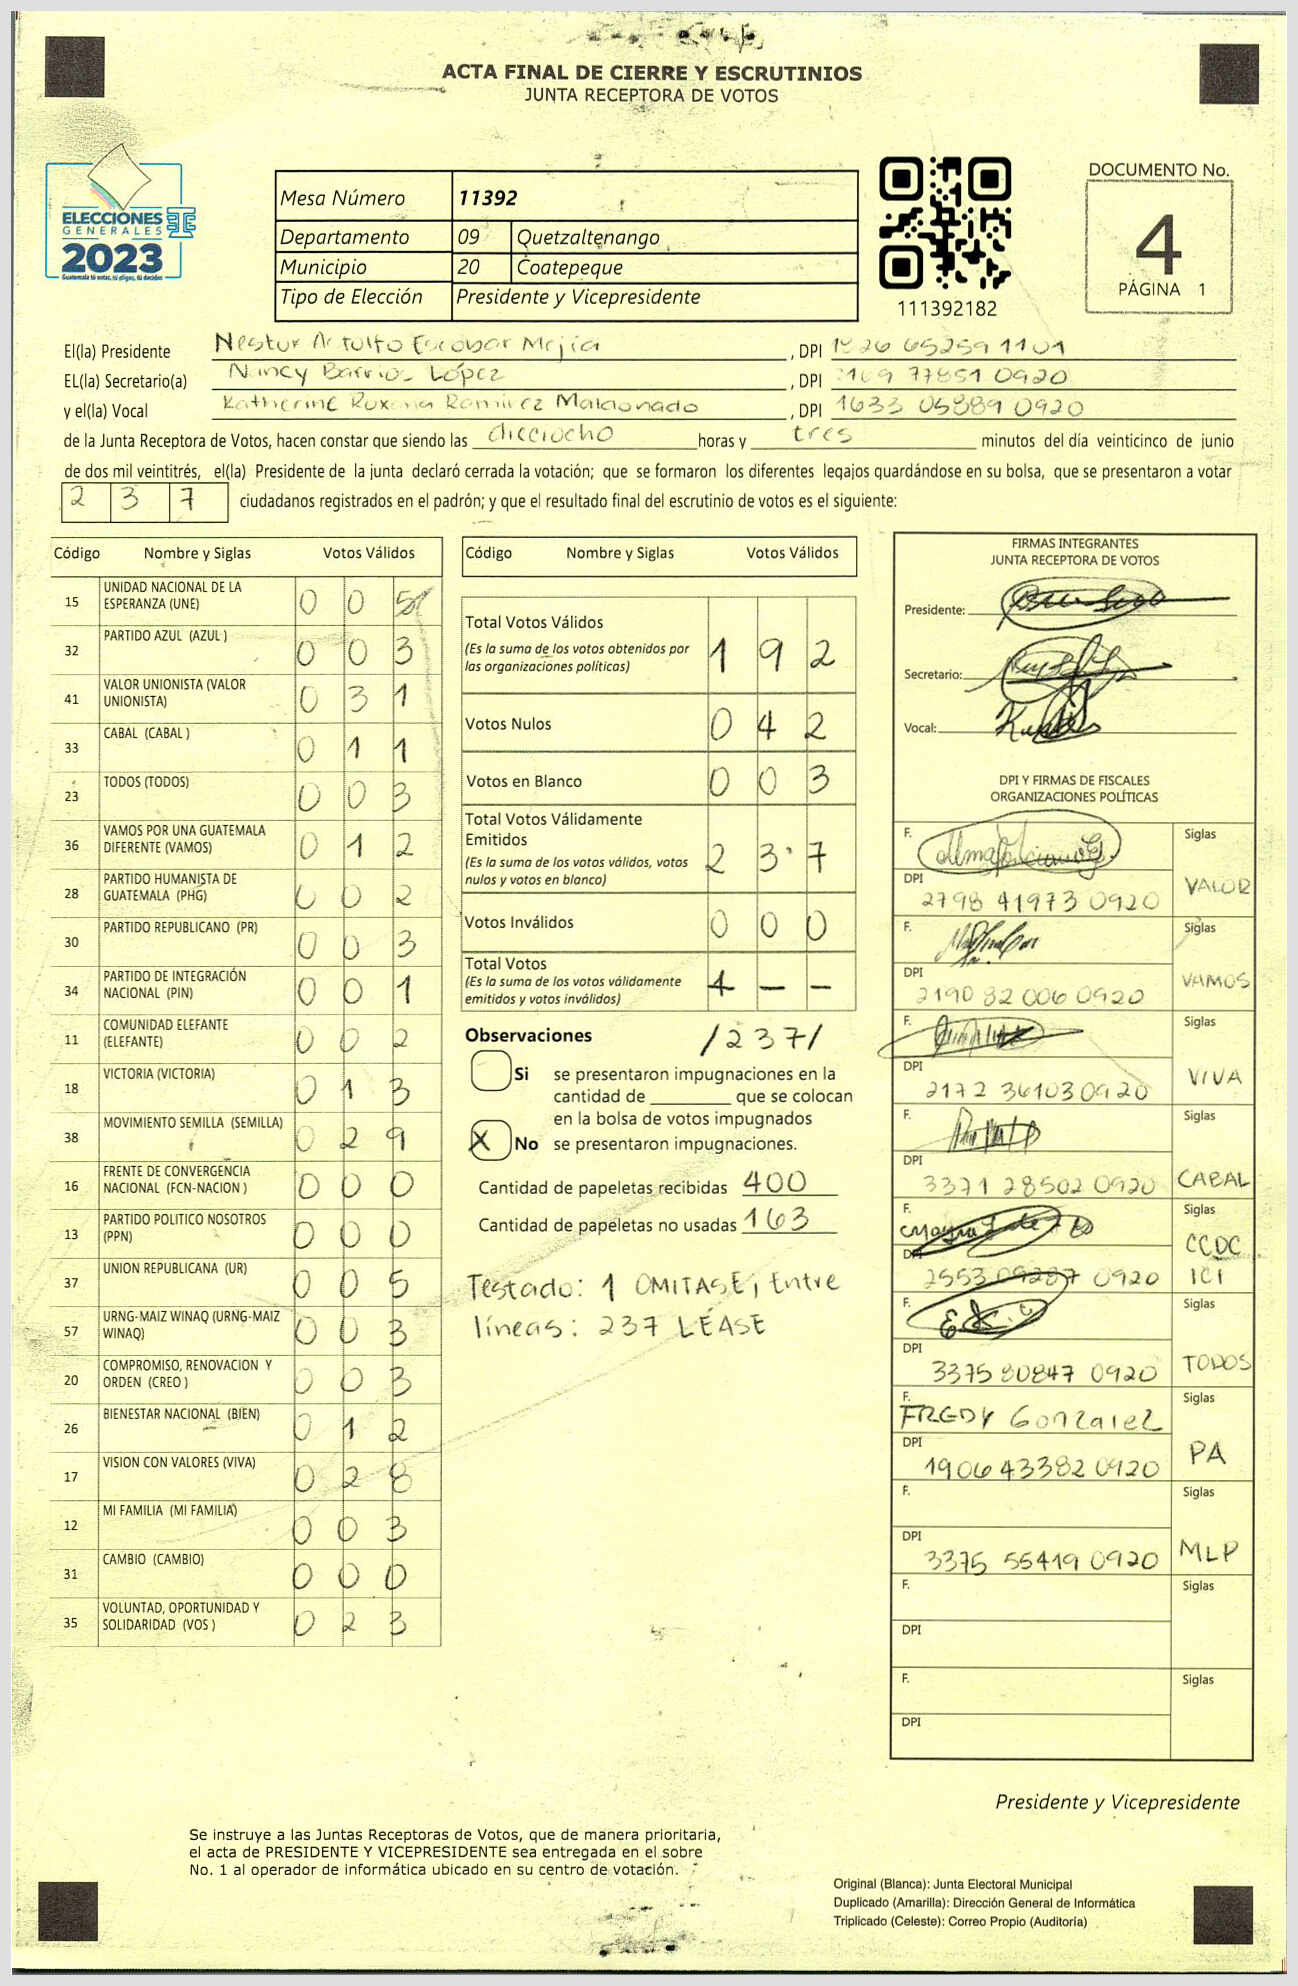 ACTA FINAL DE CIERRE Y ESCRUTINIOS
JUNTA RECEPTORA DE VOTOS
ELECCIONES
GENERALES
2023
Guatemala tú votas, tú eliges, tú decides
Mesa Número 11392
Departamento 09 Quetzaltenango
Municipio 20 Coatepeque
Tipo de Elección Presidente y Vicepresidente
111392182
DOCUMENTO No.
4
PÁGINA 1
El(la) Presidente Nestor Escobar Mejia, DPI 65259 1101
EL(la) Secretario(a) Nancy Barrios López, DPI 77851 0920
y el(la) Vocal Katherine Roxana Ramirez Maldonado, DPI 1633 05889 0920
de la Junta Receptora de Votos, hacen constar que siendo las dieciocho horas y tres minutos del día veinticinco de junio
de dos mil veintitrés, el(la) Presidente de la junta declaró cerrada la votación; que se formaron los diferentes legajos guardándose en su bolsa, que se presentaron a votar
2 3 7 ciudadanos registrados en el padrón; y que el resultado final del escrutinio de votos es el siguiente:
Código Nombre y Siglas Votos Válidos
15 UNIDAD NACIONAL DE LA ESPERANZA (UNE) 0 0 5
32 PARTIDO AZUL (AZUL ) 0 0 3
41 VALOR UNIONISTA (VALOR UNIONISTA) 0 3 1
33 CABAL (CABAL ) 0 1 1
23 TODOS (TODOS) 0 0 3
36 VAMOS POR UNA GUATEMALA DIFERENTE (VAMOS) 0 1 2
28 PARTIDO HUMANISTA DE GUATEMALA (PHG) 0 0 2
30 PARTIDO REPUBLICANO (PR) 0 0 3
34 PARTIDO DE INTEGRACIÓN NACIONAL (PIN) 0 0 1
11 COMUNIDAD ELEFANTE (ELEFANTE) 0 0 2
18 VICTORIA (VICTORIA) 0 1 3
38 MOVIMIENTO SEMILLA (SEMILLA) 0 2 9
16 FRENTE DE CONVERGENCIA NACIONAL (FCN-NACION ) 0 0 0
13 PARTIDO POLITICO NOSOTROS (PPN) 0 0 0
37 UNION REPUBLICANA (UR) 0 0 5
57 URNG-MAIZ WINAQ (URNG-MAIZ WINAQ) 0 0 3
20 COMPROMISO, RENOVACION Y ORDEN (CREO ) 0 0 3
26 BIENESTAR NACIONAL (BIEN) 0 1 2
17 VISION CON VALORES (VIVA) 0 2 8
12 MI FAMILIA (MI FAMILIA) 0 0 3
31 CAMBIO (CAMBIO) 0 0 0
35 VOLUNTAD, OPORTUNIDAD Y SOLIDARIDAD (VOS ) 0 2 3
Código Nombre y Siglas Votos Válidos
Total Votos Válidos
(Es la suma de los votos obtenidos por
las organizaciones políticas) 1 9 2
Votos Nulos 0 4 2
Votos en Blanco 0 0 3
Total Votos Válidamente
Emitidos
(Es la suma de los votos válidos, votos
nulos y votos en blanco) 2 3 7
Votos Inválidos 0 0 0
Total Votos
(Es la suma de los votos válidamente
emitidos y votos inválidos) 1 - -
Observaciones /237/
Si se presentaron impugnaciones en la
cantidad de ________ que se colocan
en la bolsa de votos impugnados
X No se presentaron impugnaciones.
Cantidad de papeletas recibidas 400
Cantidad de papeletas no usadas 163
Testado: 1 OMITASE, Entre
líneas: 237 LÉASE
FIRMAS INTEGRANTES
JUNTA RECEPTORA DE VOTOS
Presidente:
Secretario:
Vocal:
DPI Y FIRMAS DE FISCALES
ORGANIZACIONES POLÍTICAS
F. Siglas
DPI 2798 41973 0920 VALOR
F. Siglas
DPI 2190 82006 0920 VAMOS
F. Siglas
DPI 2172 36103 0920 VIVA
F. Siglas
DPI 3371 28502 0920 CABAL
F. Siglas
CCDC
DPI 2553 09287 0920 ICI
F. Siglas
DPI 3375 80847 0920 TODOS
F. FREDY Gonzalez Siglas
DPI 1906 43382 0920 PA
F. Siglas
DPI 3375 55419 0920 MLP
F. Siglas
DPI
F. Siglas
DPI
Presidente y Vicepresidente
Se instruye a las Juntas Receptoras de Votos, que de manera prioritaria,
el acta de PRESIDENTE Y VICEPRESIDENTE sea entregada en el sobre
No. 1 al operador de informática ubicado en su centro de votación.
Original (Blanca): Junta Electoral Municipal
Duplicado (Amarilla): Dirección General de Informática
Triplicado (Celeste): Correo Propio (Auditoría)